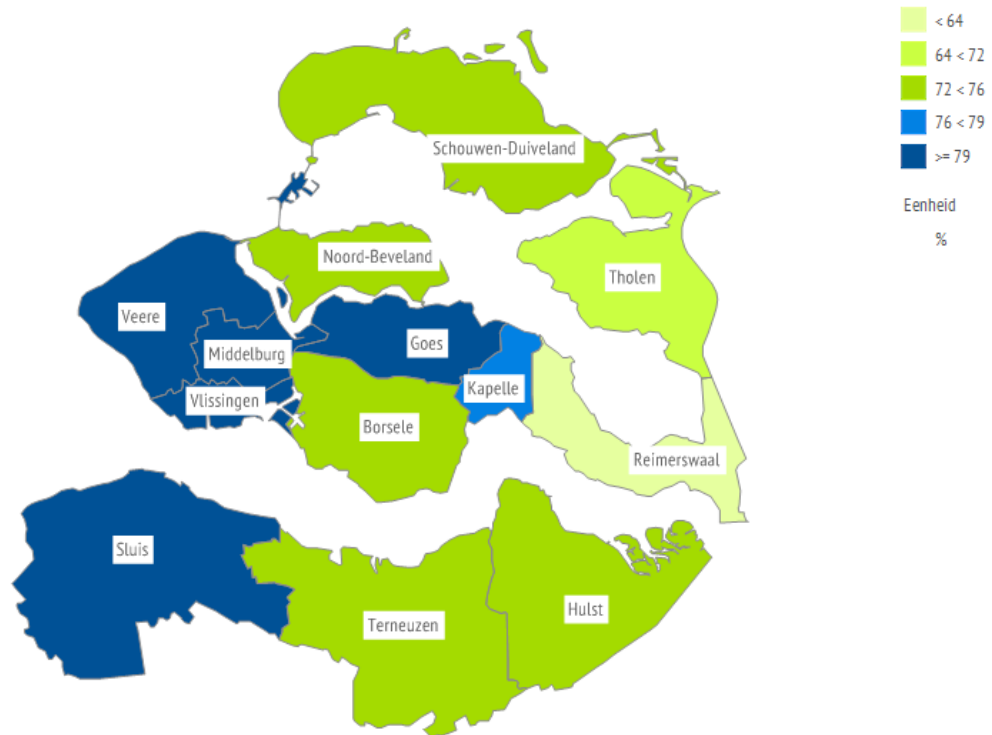 < 64
64 < 72
72 < 76
76 < 79
>= 79
Eenheid
%
Schouwen-Duiveland
Noord-Beveland
Tholen
Veere
Goes
Middelburg
Kapelle
Vlissingen
Borsele
Reimerswaal
Sluis
Hulst
Terneuzen